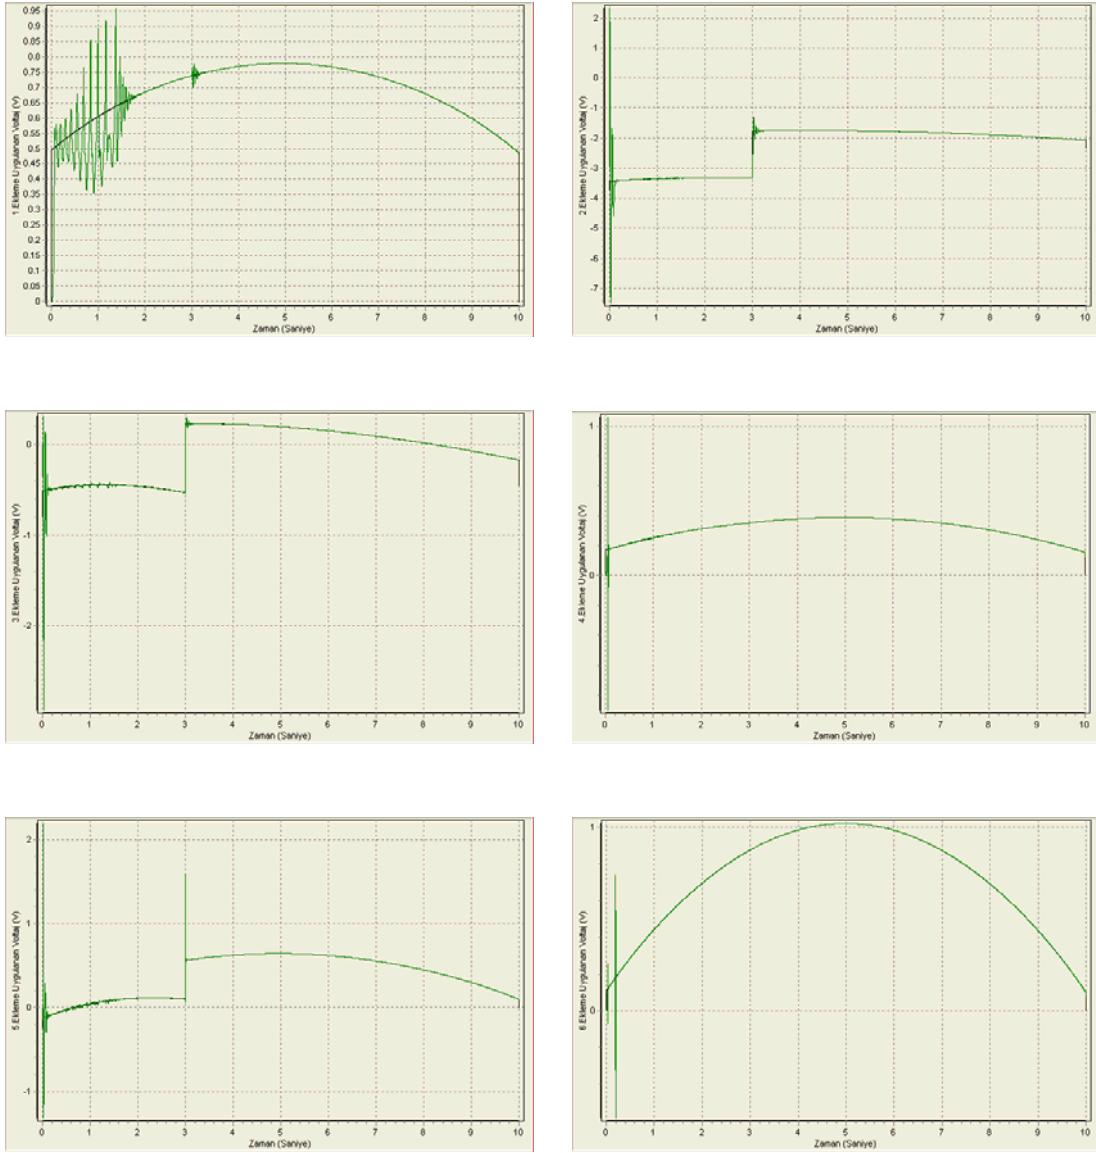 0.95
0.9
0.85
0.8
0.75
0.7
0.65
0.6
0.55
0.5
0.45
0.4
0.35
0.3
0.25
0.2
0.15
0.1
0.05
0
1.Ekleme Uygulanan Voltaj (V)
0 1 2 3 4 5 6 7 8 9 10
Zaman (Saniye)
2
1
0
-1
-2
-3
-4
-5
-6
-7
2.Ekleme Uygulanan Voltaj (V)
0 1 2 3 4 5 6 7 8 9 10
Zaman (Saniye)
0
-1
-2
3.Ekleme Uygulanan Voltaj (V)
0 1 2 3 4 5 6 7 8 9 10
Zaman (Saniye)
1
0
4.Ekleme Uygulanan Voltaj (V)
0 1 2 3 4 5 6 7 8 9 10
Zaman (Saniye)
2
1
0
-1
5.Ekleme Uygulanan Voltaj (V)
0 1 2 3 4 5 6 7 8 9 10
Zaman (Saniye)
1
0
6.Ekleme Uygulanan Voltaj (V)
0 1 2 3 4 5 6 7 8 9 10
Zaman (Saniye)